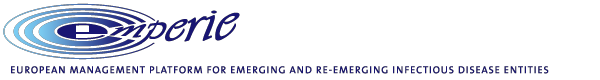 emperie
EUROPEAN MANAGEMENT PLATFORM FOR EMERGING AND RE-EMERGING INFECTIOUS DISEASE ENTITIES